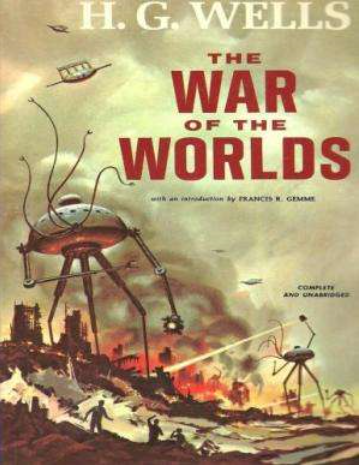 H. G. WELLS
THE
WAR
OF THE
WORLDS
with an introduction by FRANCIS R. GEMME
COMPLETE
AND UNABRIDGED